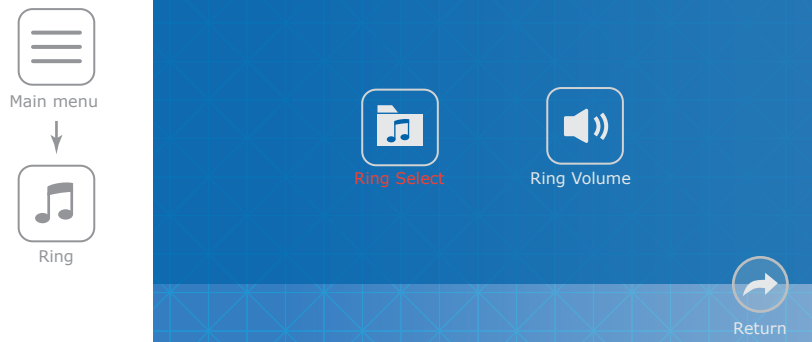 Main menu
Ring
Ring Select
Ring Volume
Return